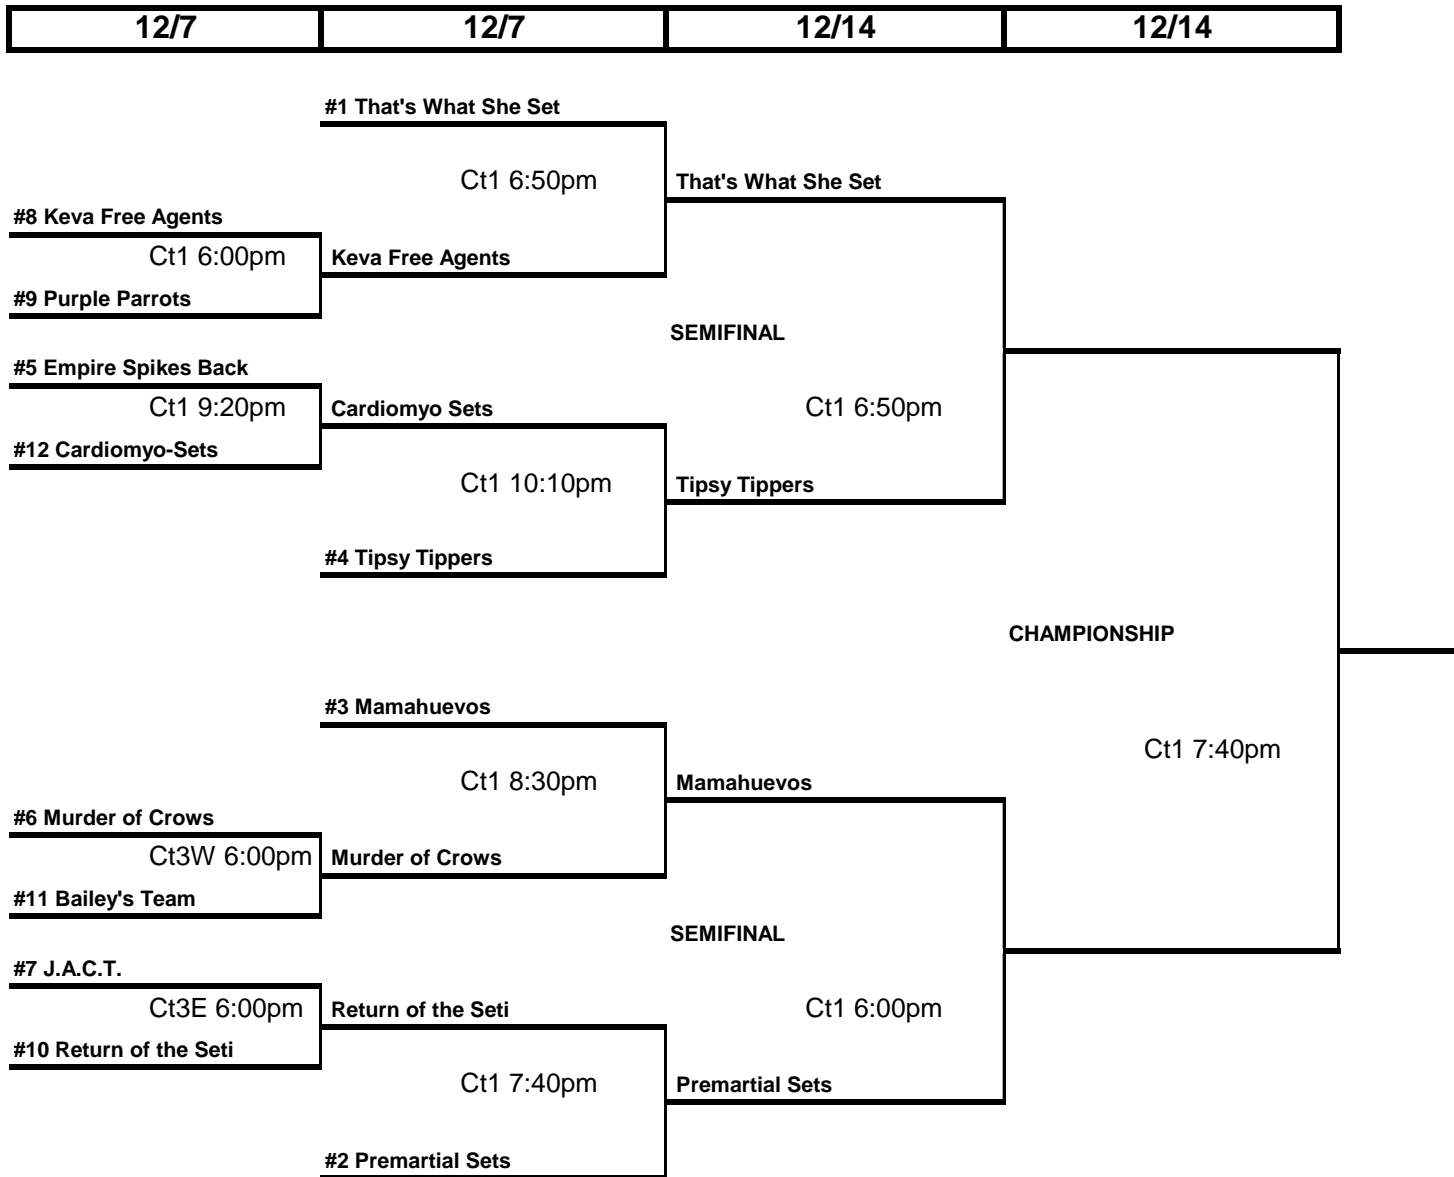 12/7 12/7 12/14 12/14
#1 That's What She Set
Ct1 6:50pm That's What She Set
#8 Keva Free Agents
Ct1 6:00pm Keva Free Agents
#9 Purple Parrots
SEMIFINAL
#5 Empire Spikes Back
Ct1 9:20pm Cardiomyo Sets Ct1 6:50pm
#12 Cardiomyo-Sets
Ct1 10:10pm Tipsy Tippers
#4 Tipsy Tippers
CHAMPIONSHIP
#3 Mamahuevos
Ct1 7:40pm
Ct1 8:30pm Mamahuevos
#6 Murder of Crows
Ct3W 6:00pm Murder of Crows
#11 Bailey's Team
SEMIFINAL
#7 J.A.C.T.
Ct3E 6:00pm Return of the Seti Ct1 6:00pm
#10 Return of the Seti
Ct1 7:40pm Premartial Sets
#2 Premartial Sets